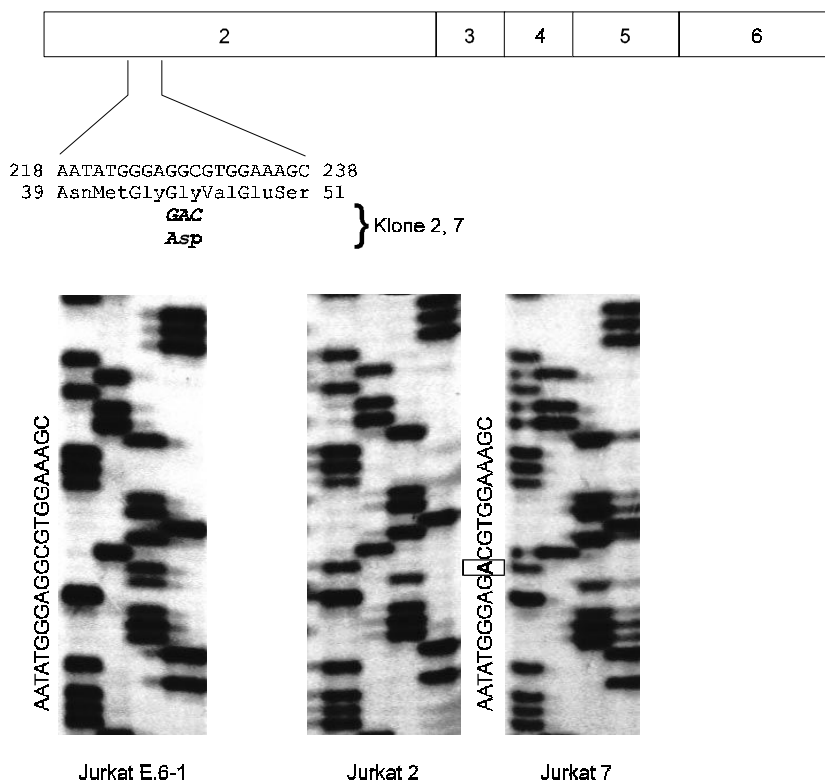 2 3 4 5 6
218 AATATGGGAGGCGTGGAAAGC 238
39 AsnMetGlyGlyValGluSer 51
GAC
Asp
} Klone 2, 7
AATATGGGAGGCGTGGAAAGC
AATATGGGAGACGTGGAAAGC
Jurkat E.6-1 Jurkat 2 Jurkat 7